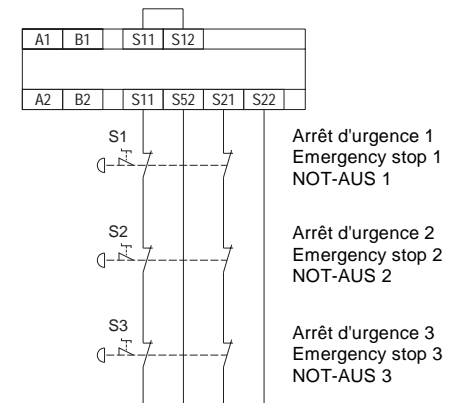 A1 B1 S11 S12
A2 B2 S11 S52 S21 S22
S1
Arrêt d'urgence 1
Emergency stop 1
NOT-AUS 1
S2
Arrêt d'urgence 2
Emergency stop 2
NOT-AUS 2
S3
Arrêt d'urgence 3
Emergency stop 3
NOT-AUS 3